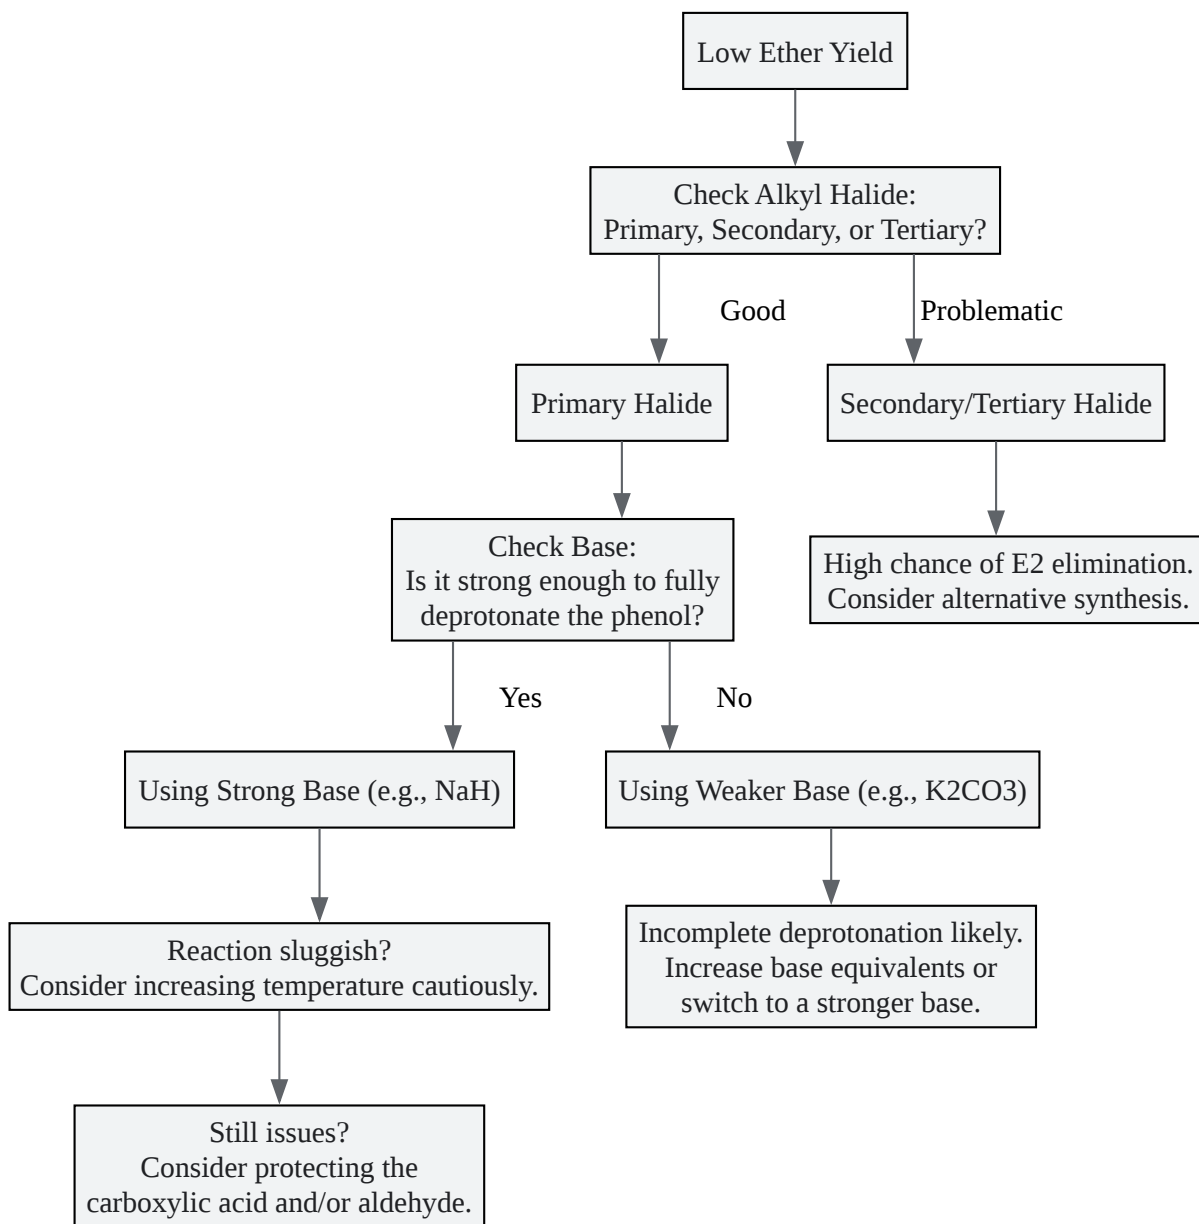 Low Ether Yield
Check Alkyl Halide:
Primary, Secondary, or Tertiary?
Good
Problematic
Primary Halide
Secondary/Tertiary Halide
Check Base:
Is it strong enough to fully
deprotonate the phenol?
High chance of E2 elimination.
Consider alternative synthesis.
Yes
No
Using Strong Base (e.g., NaH)
Using Weaker Base (e.g., K2CO3)
Reaction sluggish?
Consider increasing temperature cautiously.
Incomplete deprotonation likely.
Increase base equivalents or
switch to a stronger base.
Still issues?
Consider protecting the
carboxylic acid and/or aldehyde.